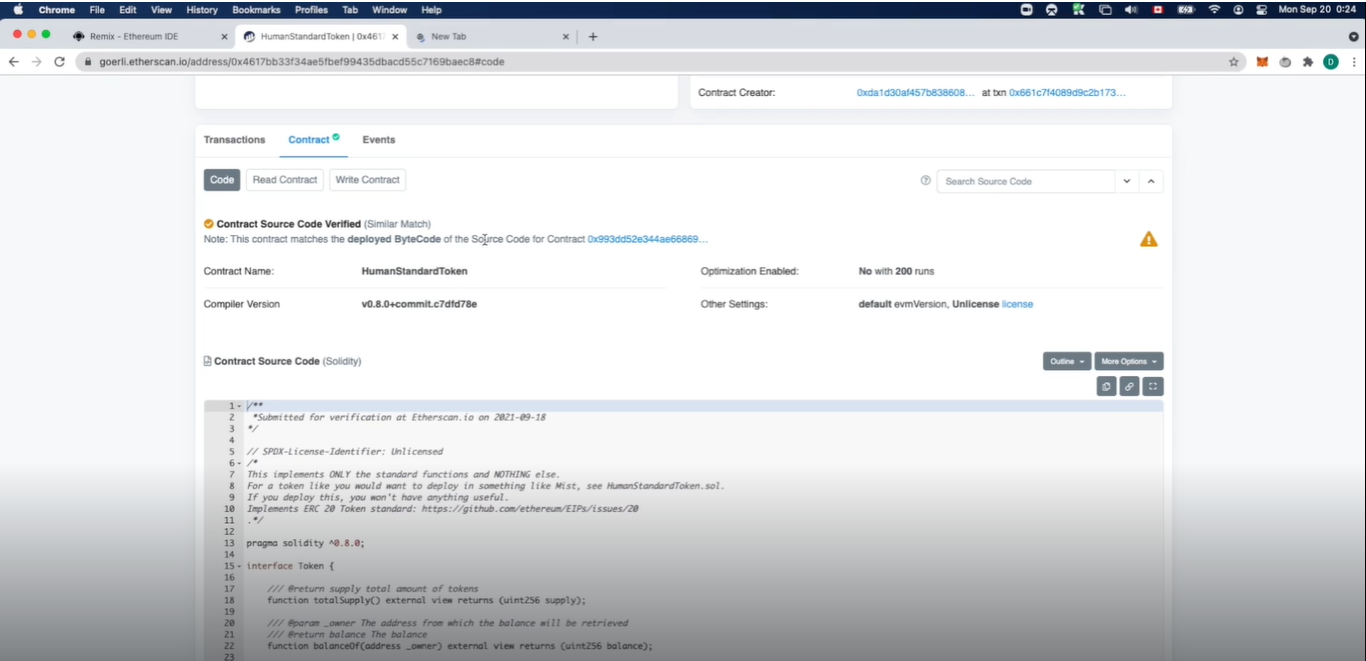 Chrome File Edit View History Bookmarks Profiles Tab Window Help Mon Sep 20 0:24
Remix - Ethereum IDE HumanStandardToken | 0x461 New Tab
goerli.etherscan.io/address/0x4617bb33f34ae5fbef99435dbacd55c7169baec8#code D
Contract Creator: 0xda1d30af457b838608... at txn 0x661c7f4089d9c2b173...
Transactions Contract Events
Code Read Contract Write Contract Search Source Code
Contract Source Code Verified (Similar Match)
Note: This contract matches the deployed ByteCode of the Source Code for Contract 0x993dd52e344ae66869...
Contract Name: HumanStandardToken Optimization Enabled: No with 200 runs
Compiler Version v0.8.0+commit.c7dfd78e Other Settings: default evmVersion, Unlicense license
Contract Source Code (Solidity) Outline More Options
1 /**
2 *Submitted for verification at Etherscan.io on 2021-09-18
3 */
4
5 // SPDX-License-Identifier: Unlicensed
6 /*
7 This implements ONLY the standard functions and NOTHING else.
8 For a token like you would want to deploy in something like Mist, see HumanStandardToken.sol.
9 If you deploy this, you won't have anything useful.
10 Implements ERC 20 Token standard: https://github.com/ethereum/EIPs/issues/20
11 .*/
12
13 pragma solidity ^0.8.0;
14
15 interface Token {
16
17 /// @return supply total amount of tokens
18 function totalSupply() external view returns (uint256 supply);
19
20 /// @param _owner The address from which the balance will be retrieved
21 /// @return balance The balance
22 function balanceOf(address _owner) external view returns (uint256 balance);
23